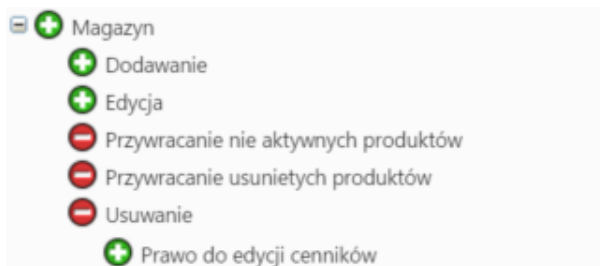 Magazyn
Dodawanie
Edycja
Przywracanie nie aktywnych produktów
Przywracanie usunietych produktów
Usuwanie
Prawo do edycji cenników